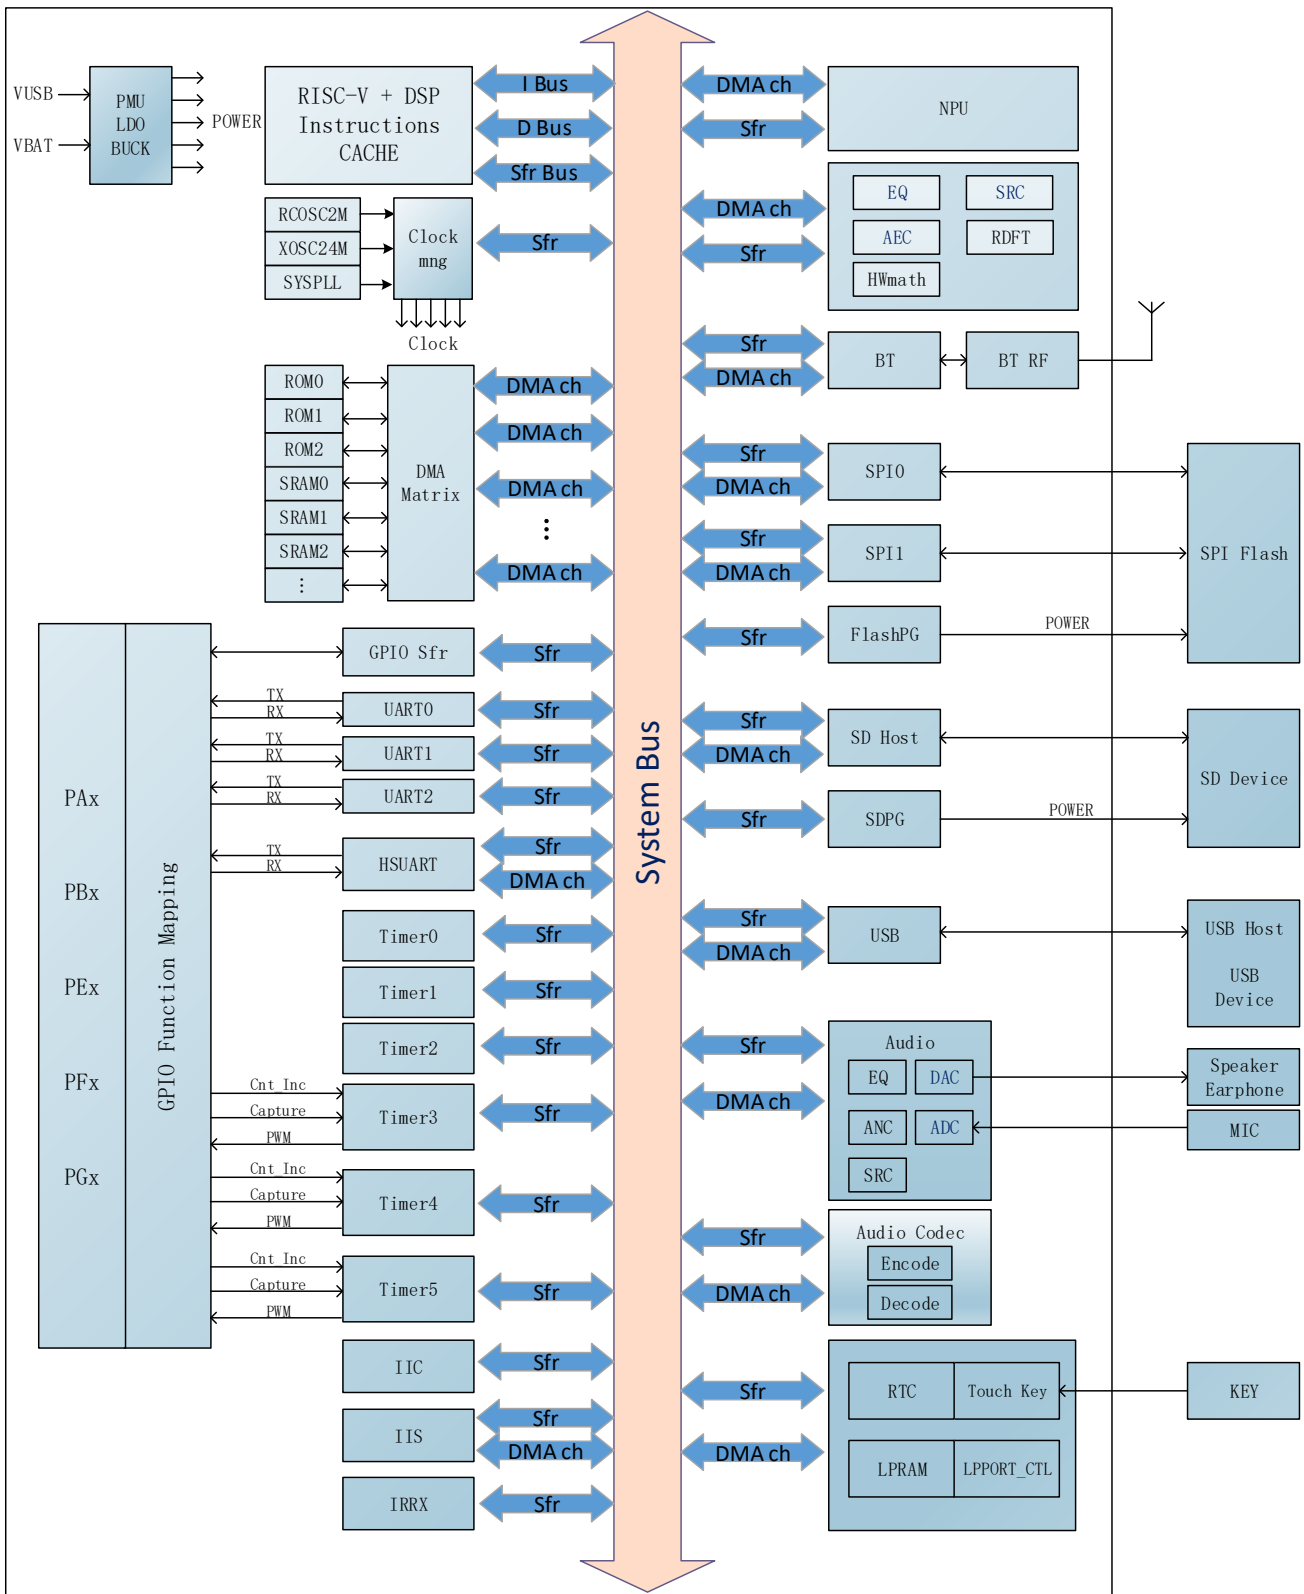 VUSB
VBAT
PMU
LDO
BUCK
POWER
RISC-V + DSP
Instructions
CACHE
I Bus
D Bus
Sfr Bus
RCOSC2M
XOSC24M
SYSPLL
Clock
mng
Sfr
Clock
ROM0
ROM1
ROM2
SRAM0
SRAM1
SRAM2
⋮
DMA
Matrix
DMA ch
DMA ch
DMA ch
⋮
DMA ch
PAx
PBx
PEx
PFx
PGx
GPIO Function Mapping
GPIO Sfr
Sfr
TX
RX
UART0
Sfr
TX
RX
UART1
Sfr
TX
RX
UART2
Sfr
TX
RX
HSUART
Sfr
DMA ch
Timer0
Sfr
Timer1
Sfr
Timer2
Sfr
Cnt_Inc
Capture
PWM
Timer3
Sfr
Cnt_Inc
Capture
PWM
Timer4
Sfr
Cnt_Inc
Capture
PWM
Timer5
Sfr
IIC
Sfr
IIS
Sfr
DMA ch
IRRX
Sfr
System Bus
DMA ch
Sfr
NPU
DMA ch
Sfr
EQ
SRC
AEC
RDFT
HWmath
Sfr
DMA ch
BT
BT RF
Sfr
DMA ch
SPI0
Sfr
DMA ch
SPI1
SPI Flash
Sfr
FlashPG
POWER
Sfr
DMA ch
SD Host
SD Device
Sfr
SDPG
POWER
Sfr
DMA ch
USB
USB Host
USB
Device
Sfr
DMA ch
Audio
EQ
DAC
ANC
ADC
SRC
Speaker
Earphone
MIC
Sfr
DMA ch
Audio Codec
Encode
Decode
Sfr
DMA ch
RTC
Touch Key
LPRAM
LPPORT_CTL
KEY